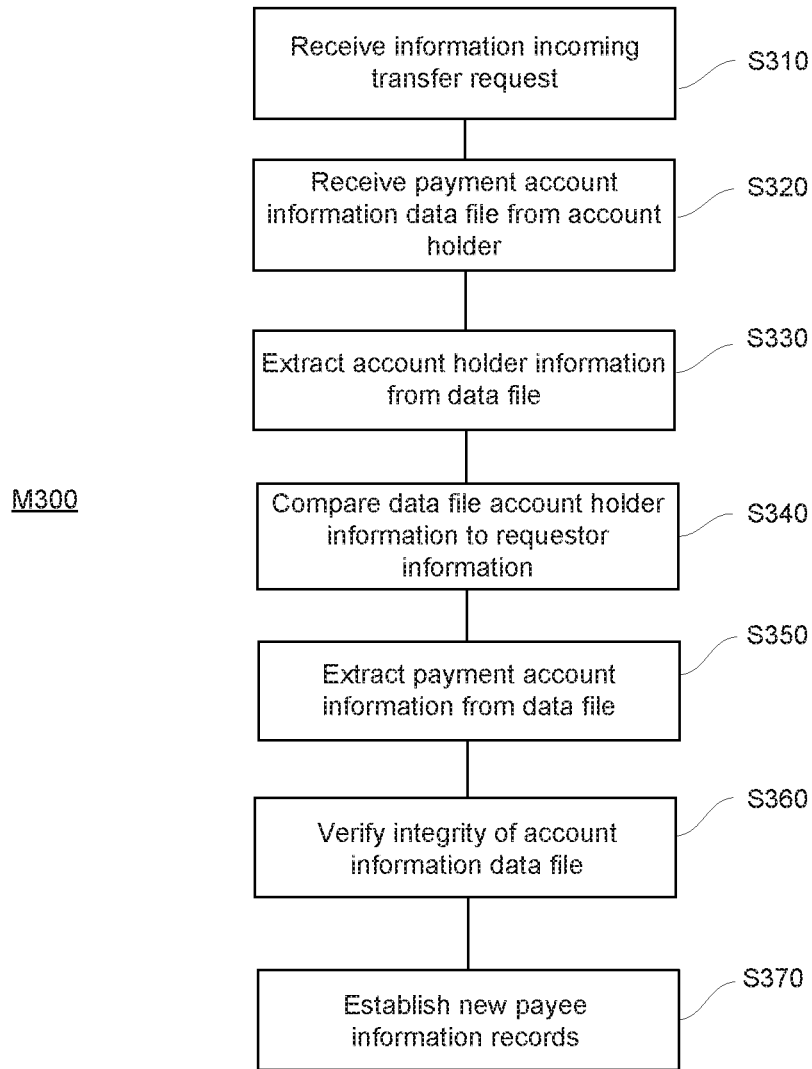 Receive information incoming
transfer request
S310
Receive payment account
information data file from account
holder
S320
Extract account holder information
from data file
S330
M300
Compare data file account holder
information to requestor
information
S340
Extract payment account
information from data file
S350
Verify integrity of account
information data file
S360
Establish new payee
information records
S370